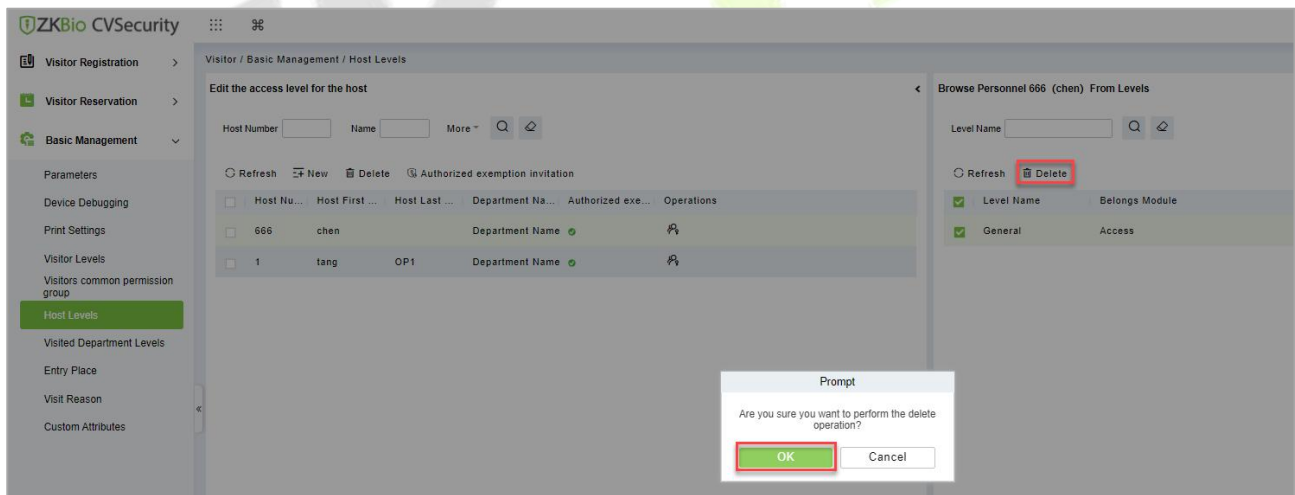 ZKBio CVSecurity
Visitor Registration
Visitor Reservation
Basic Management
Parameters
Device Debugging
Print Settings
Visitor Levels
Visitors common permission
group
Host Levels
Visited Department Levels
Entry Place
Visit Reason
Custom Attributes
Visitor / Basic Management / Host Levels
Edit the access level for the host
Host Number Name More
Refresh New Delete Authorized exemption invitation
Host Nu... Host First ... Host Last ... Department Na... Authorized exe... Operations
666 chen Department Name
1 tang OP1 Department Name
Browse Personnel 666 (chen) From Levels
Level Name
Refresh Delete
Level Name Belongs Module
General Access
Prompt
Are you sure you want to perform the delete
operation?
OK Cancel